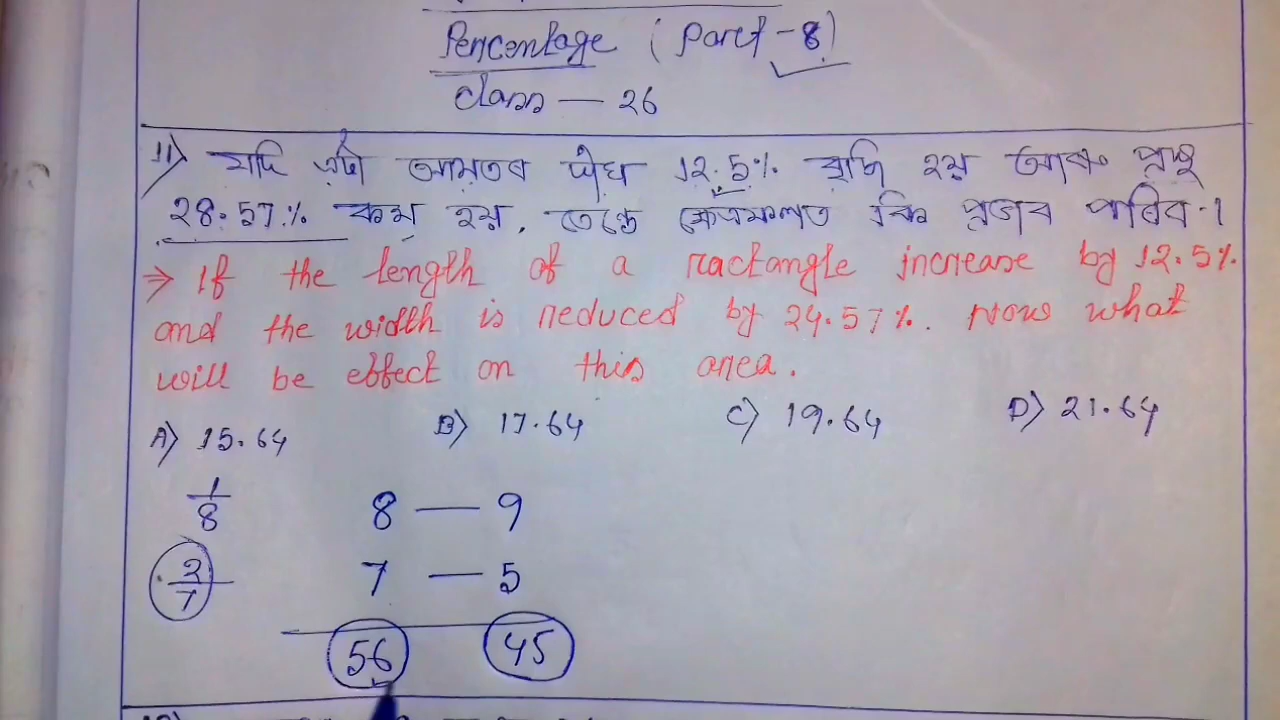 Percentage (Part-8)
Class — 26
11) যদি এটা আয়তৰ দীঘ 12.5% বৃদ্ধি হয় আৰু প্ৰস্থ
28.57% কম হয়, তেন্তে ক্ষেত্ৰফলত কি প্ৰভাৱ পৰিব।
⇒ If the length of a ractangle increase by 12.5%
and the width is reduced by 24.57%. Now what
will be effect on this area.
A) 15.64 B) 17.64 C) 19.64 D) 21.64
1/8 8 — 9
2/7 7 — 5
56 45